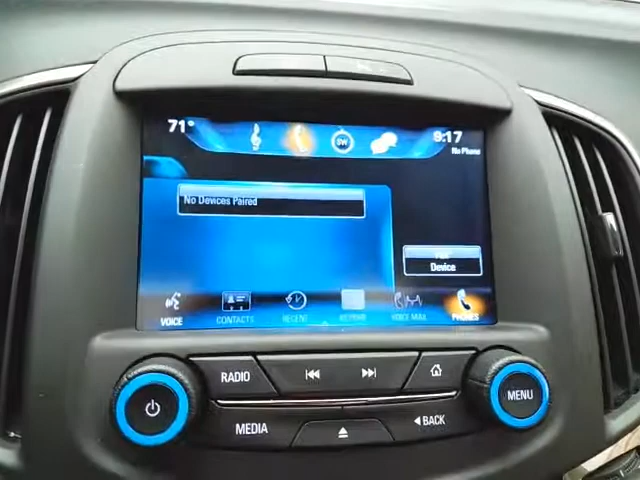 71°
SW
9:17
No Phone
No Devices Paired
Device
VOICE
CONTACTS
RECENT
KEYPAD
VOICE MAIL
PHONES
RADIO
MENU
MEDIA
BACK